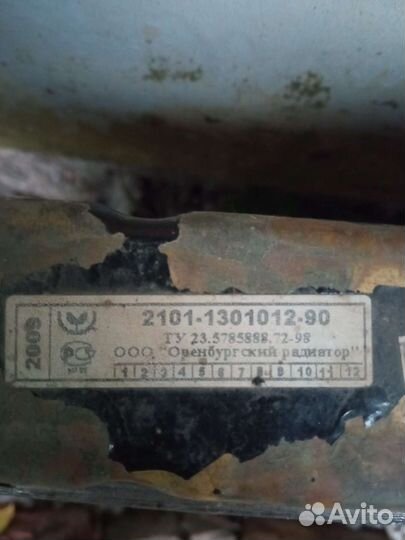 2009
2101-1301012-90
ТУ 23.5785888.72-98
ООО "Оренбургский радиатор"
1 2 3 4 5 6 7 8 9 10 11 12
Avito